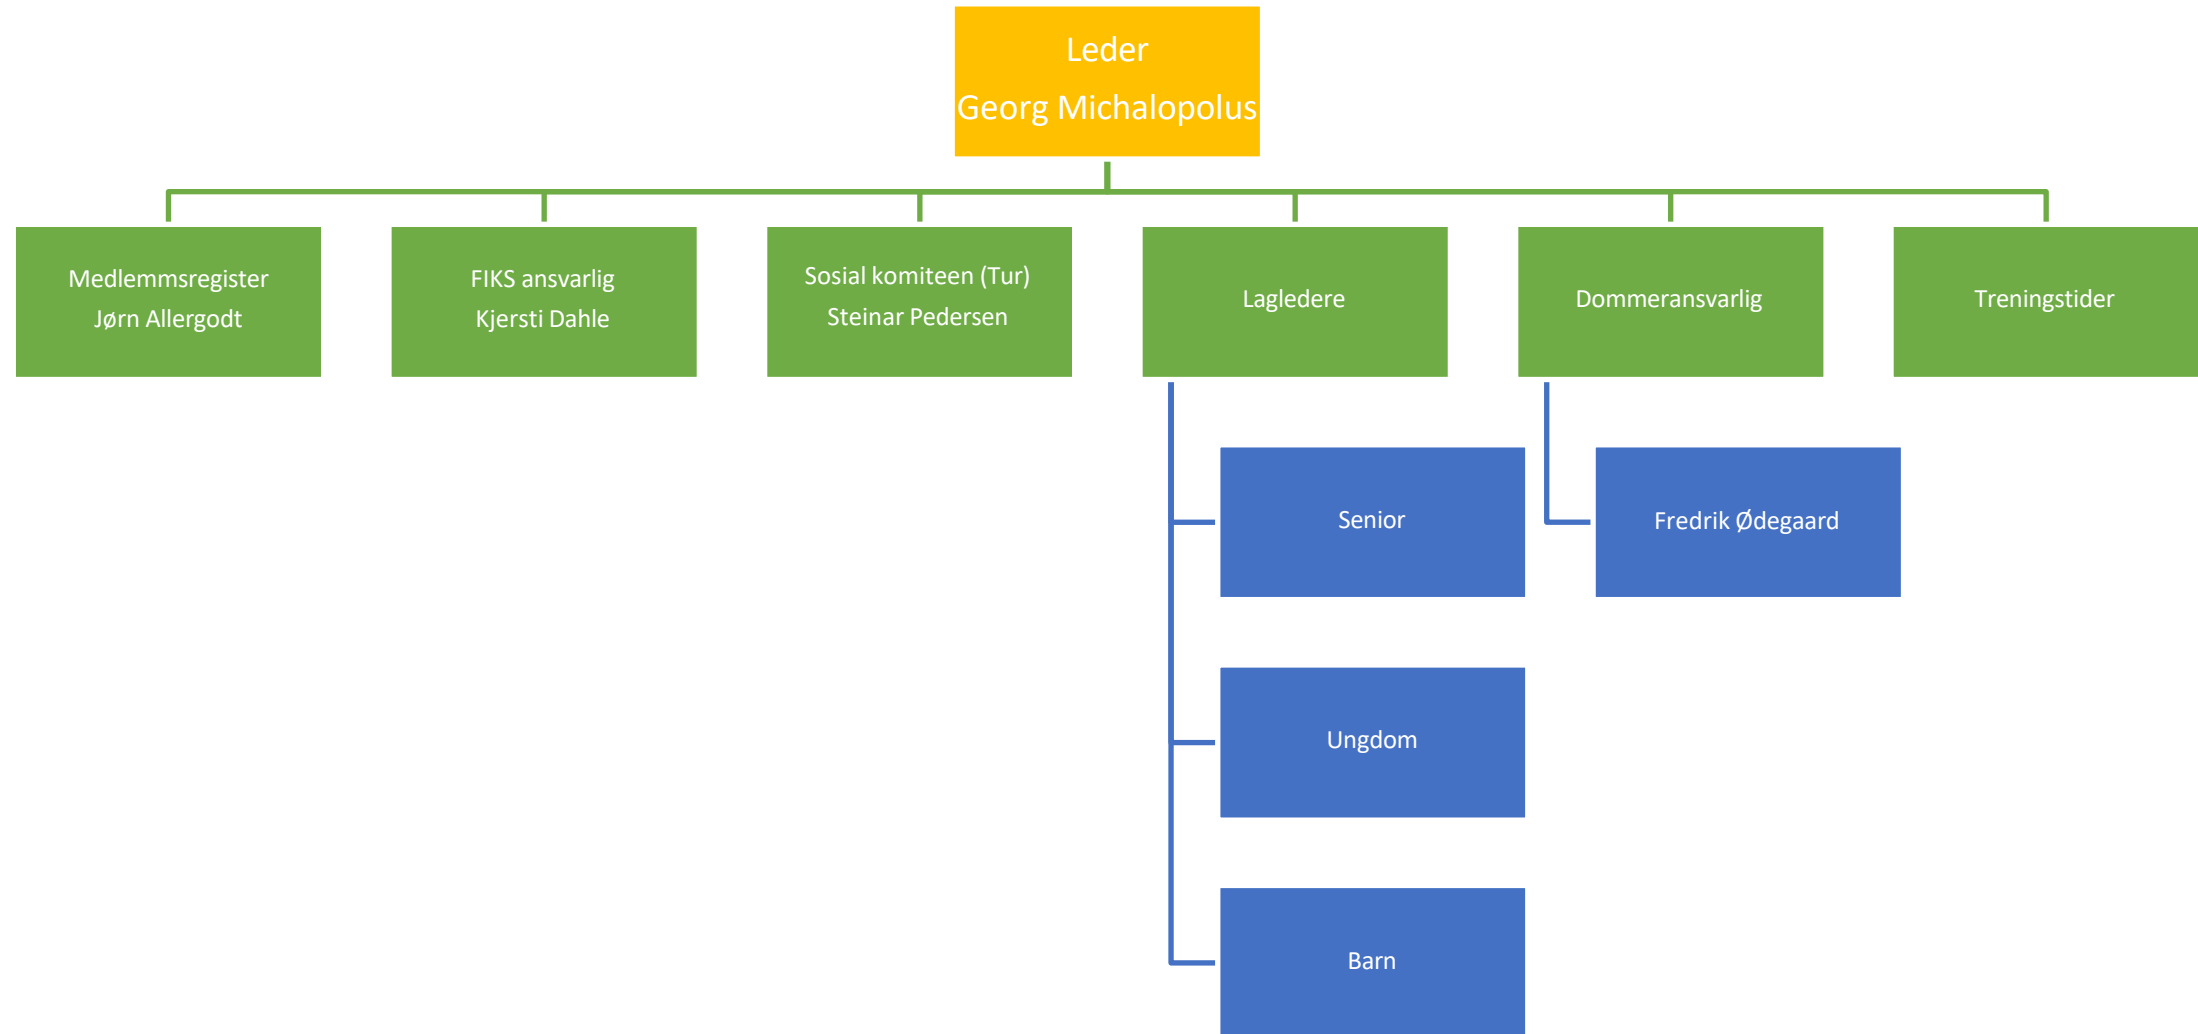 Leder
Georg Michalopolus
Medlemmsregister
Jørn Allergodt
FIKS ansvarlig
Kjersti Dahle
Sosial komiteen (Tur)
Steinar Pedersen
Lagledere
Dommeransvarlig
Treningstider
Senior
Fredrik Ødegaard
Ungdom
Barn